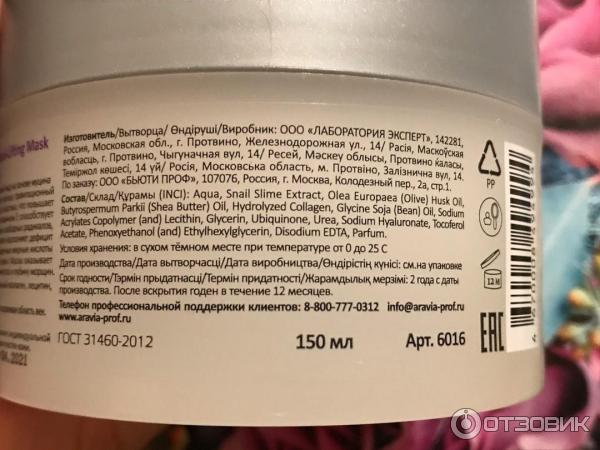 Lifting Mask
Изготовитель/Вытворца/ Өндіруші/Виробник: ООО «ЛАБОРАТОРИЯ ЭКСПЕРТ», 142281,
Россия, Московская обл., г. Протвино, Железнодорожная ул., 14/ Расія, Маскоўская
вобласць, г. Протвино, Чыгуначная вул., 14/ Ресей, Мәскеу облысы, Протвино қаласы,
Теміржол көшесі, 14 үй/ Росія, Московська область, м. Протвіно, Залізнична вул., 14.
По заказу: ООО «БЬЮТИ ПРОФ», 107076, Россия, г. Москва, Колодезный пер., 2а, стр.1.
Состав/Склад/Құрамы (INCI): Aqua, Snail Slime Extract, Olea Europaea (Olive) Husk Oil,
Butyrospermum Parkii (Shea Butter) Oil, Hydrolyzed Collagen, Glycine Soja (Bean) Oil, Sodium
Acrylates Copolymer (and) Lecithin, Glycerin, Ubiquinone, Urea, Sodium Hyaluronate, Tocoferol
Acetate, Phenoxyethanol (and) Ethylhexylglycerin, Disodium EDTA, Parfum.
Условия хранения: в сухом тёмном месте при температуре от 0 до 25 С
Дата производства/Дата вытворчасці/Дата виробництва/Өндірістің күнісі: см.на упаковке
Срок годности/Тэрмін прыдатнасці/Термін придатності/Жарамдылық мерзімі: 2 года с даты
производства. После вскрытия годен в течение 12 месяцев.
Телефон профессиональной поддержки клиентов: 8-800-777-0312 info@aravia-prof.ru
www.aravia-prof.ru
ГОСТ 31460-2012 150 мл Арт. 6016
PP
12 M
EAC
2021
ОТЗОВИК